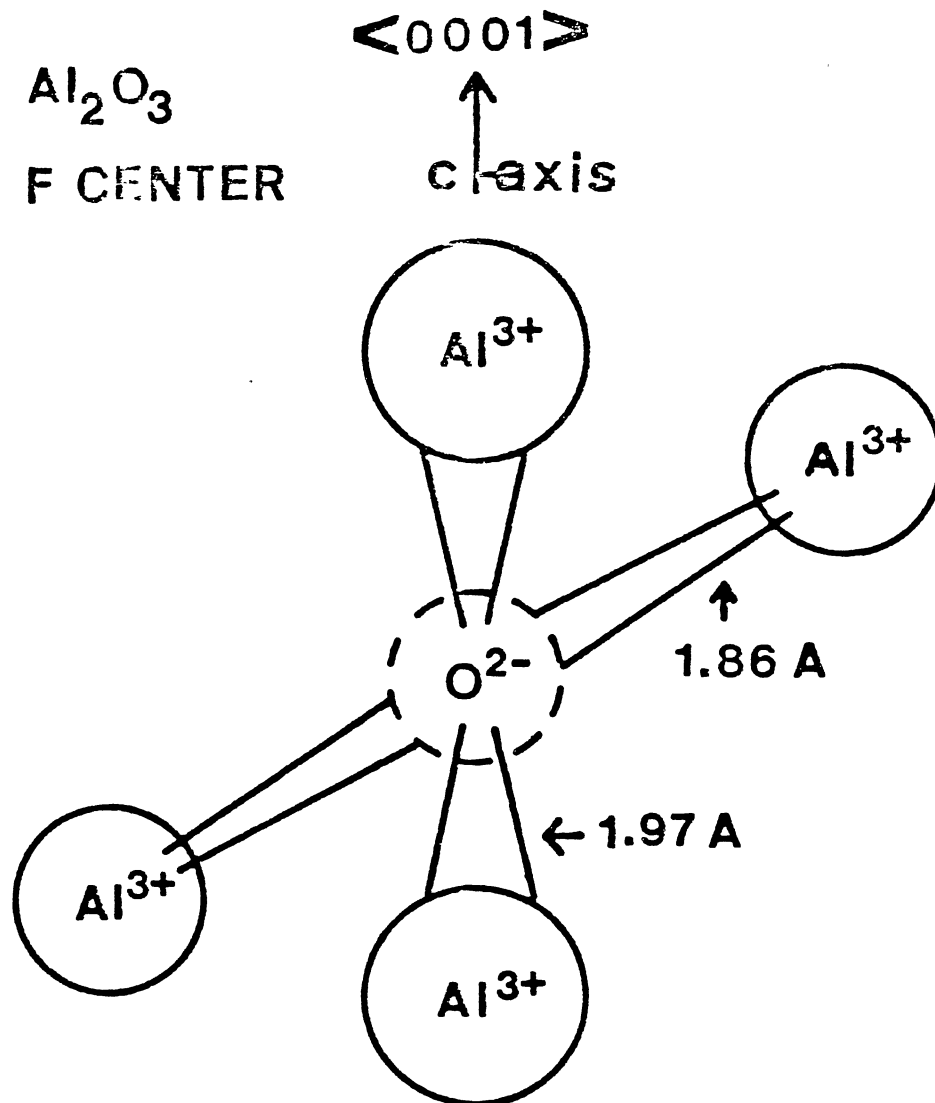 <0001>
Al₂O₃
F CENTER
c-axis
Al³⁺
Al³⁺
O²⁻
1.86 A
1.97 A
Al³⁺
Al³⁺